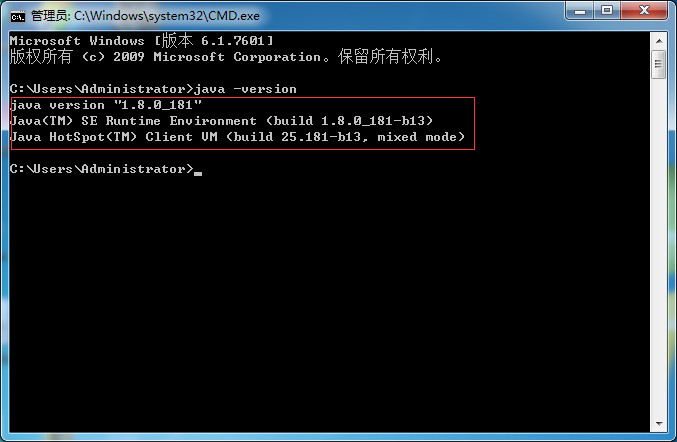 管理员: C:\Windows\system32\CMD.exe
Microsoft Windows [版本 6.1.7601]
版权所有 (c) 2009 Microsoft Corporation。保留所有权利。
C:\Users\Administrator>java -version
java version "1.8.0_181"
Java(TM) SE Runtime Environment (build 1.8.0_181-b13)
Java HotSpot(TM) Client VM (build 25.181-b13, mixed mode)
C:\Users\Administrator>